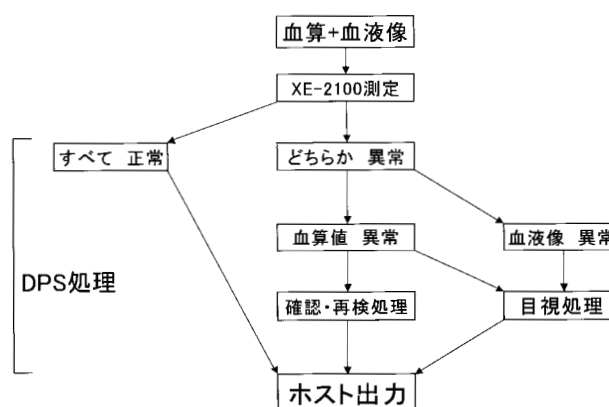 血算+血液像
XE-2100測定
すべて 正常
どちらか 異常
血算値 異常
血液像 異常
DPS処理
確認・再検処理
目視処理
ホスト出力